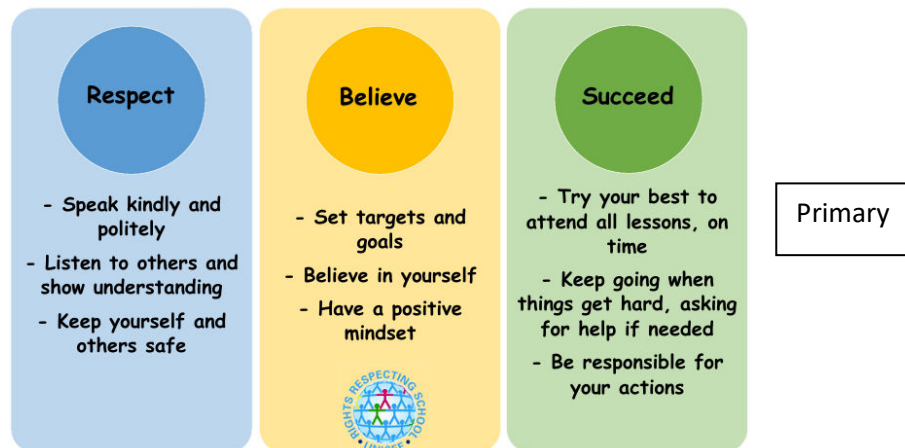 Respect
- Speak kindly and
politely
- Listen to others and
show understanding
- Keep yourself and
others safe
Believe
- Set targets and
goals
- Believe in yourself
- Have a positive
mindset
RIGHTS RESPECTING SCHOOL
UNICEF
Succeed
- Try your best to
attend all lessons, on
time
- Keep going when
things get hard, asking
for help if needed
- Be responsible for
your actions
Primary